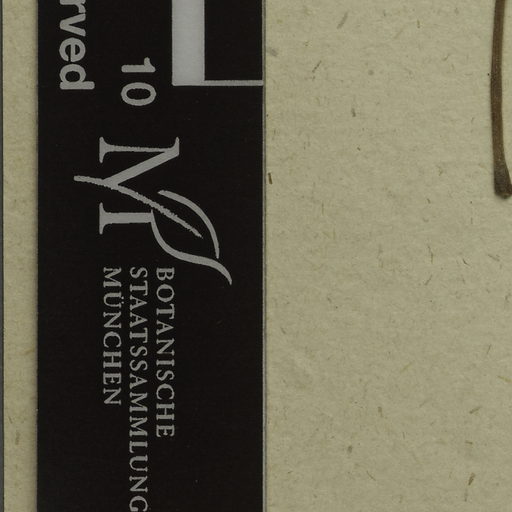 rved
10
BOTANISCHE
STAATSSAMMLUNG
MÜNCHEN